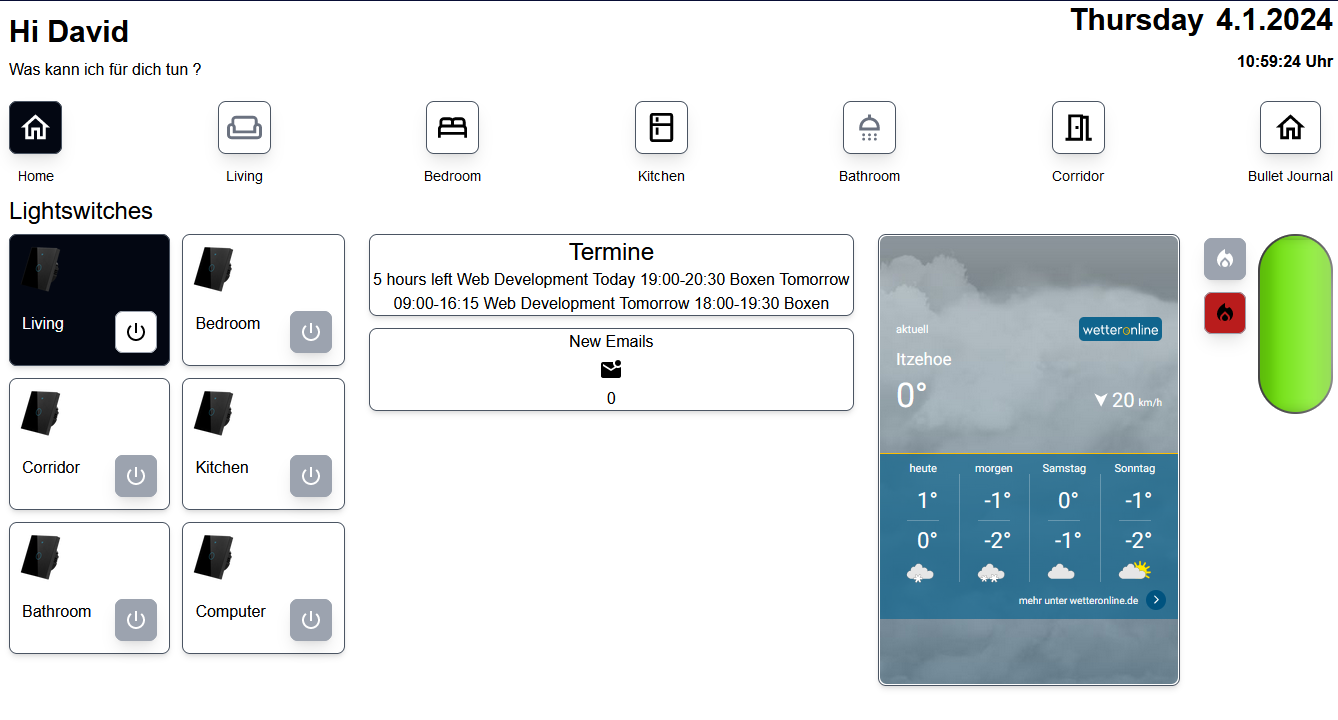 Hi David
Thursday 4.1.2024
Was kann ich für dich tun ?
10:59:24 Uhr
Home
Living
Bedroom
Kitchen
Bathroom
Corridor
Bullet Journal
Lightswitches
Living
Bedroom
Corridor
Kitchen
Bathroom
Computer
Termine
5 hours left Web Development Today 19:00-20:30 Boxen Tomorrow
09:00-16:15 Web Development Tomorrow 18:00-19:30 Boxen
New Emails
0
aktuell
wetteronline
Itzehoe
0°
20 km/h
heute morgen Samstag Sonntag
1° -1° 0° -1°
0° -2° -1° -2°
mehr unter wetteronline.de